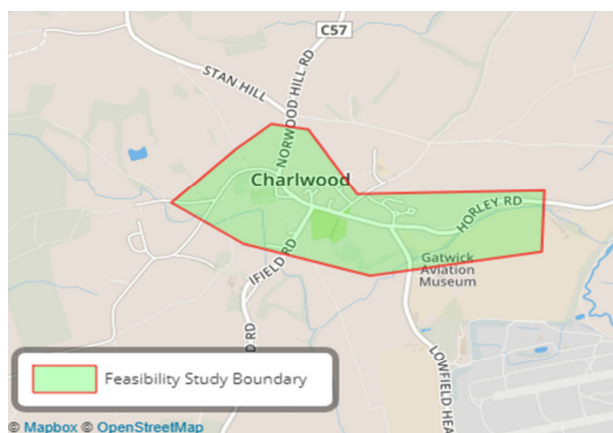 C57
STAN HILL
NORWOOD HILL RD
Charlwood
HORLEY RD
IFIELD RD
Gatwick
Aviation
Museum
D RD
LOWFIELD HEA
Feasibility Study Boundary
© Mapbox © OpenStreetMap